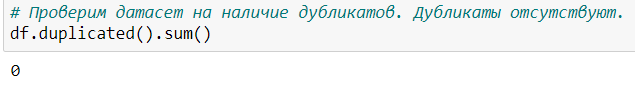 # Проверим датасет на наличие дубликатов. Дубликаты отсутствуют.
df.duplicated().sum()
0